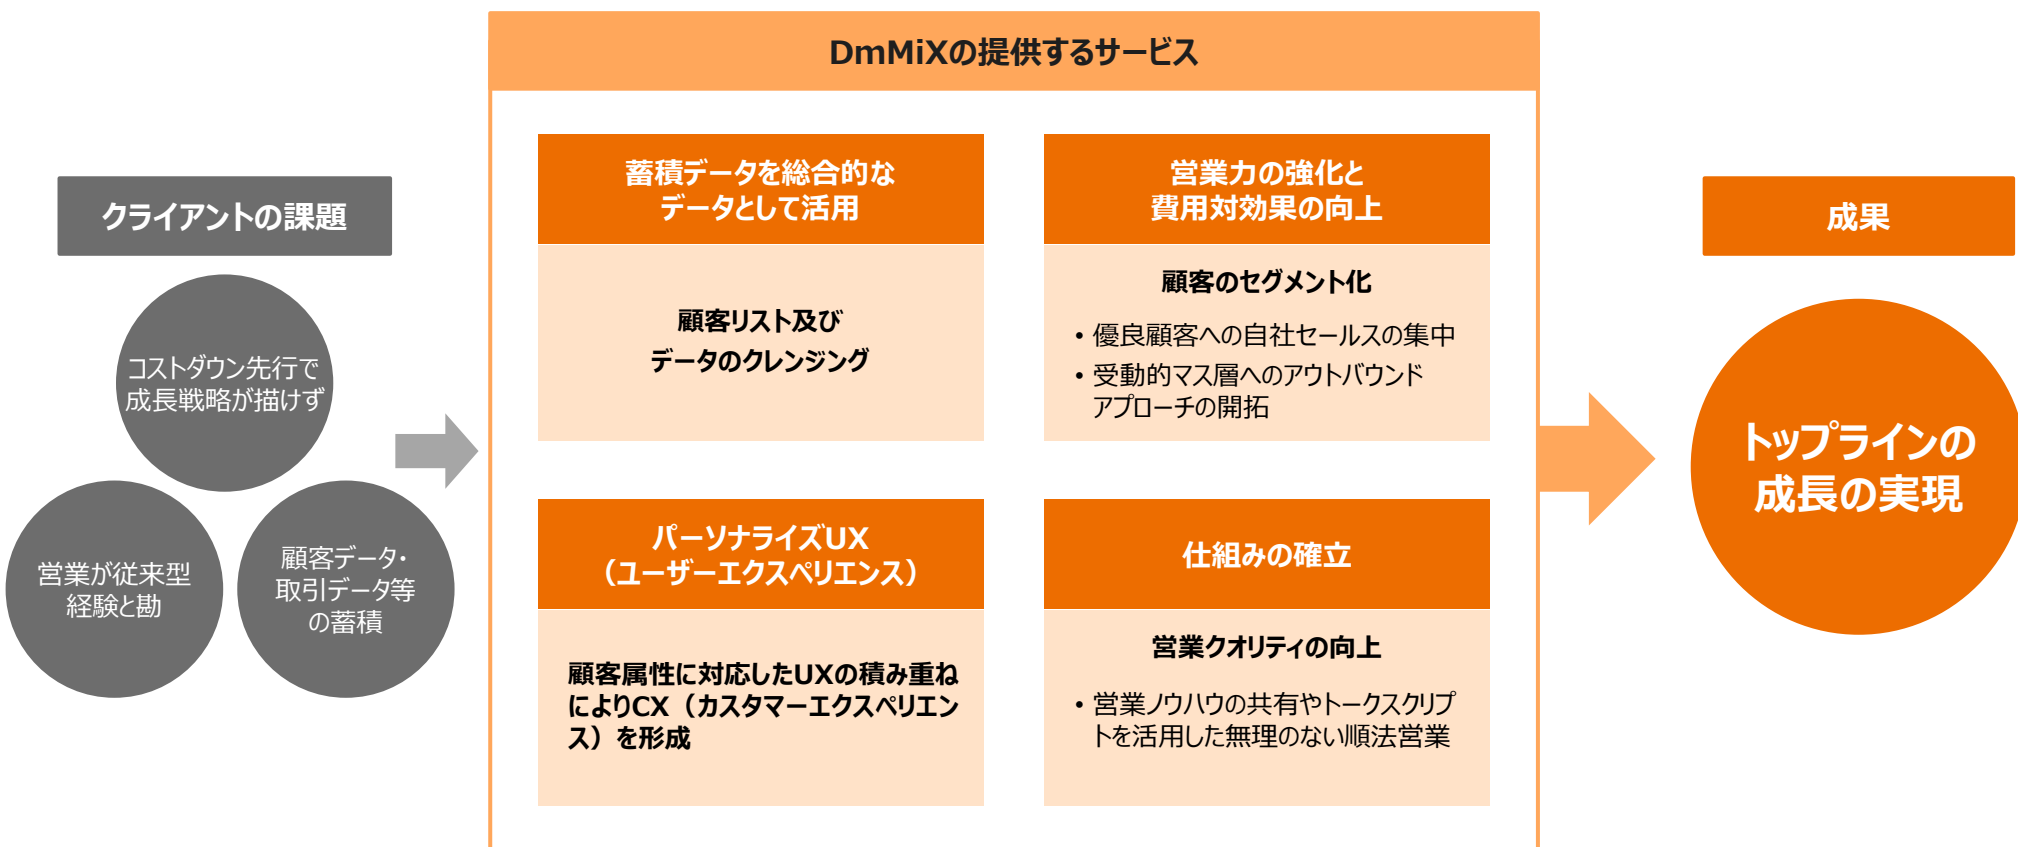 DmMiXの提供するサービス
クライアントの課題
コストダウン先行で
成長戦略が描けず
営業が従来型
経験と勘
顧客データ・
取引データ等
の蓄積
蓄積データを総合的な
データとして活用
顧客リスト及び
データのクレンジング
営業力の強化と
費用対効果の向上
顧客のセグメント化
• 優良顧客への自社セールスの集中
• 受動的マス層へのアウトバウンド
アプローチの開拓
パーソナライズUX
（ユーザーエクスペリエンス）
顧客属性に対応したUXの積み重ね
によりCX（カスタマーエクスペリエン
ス）を形成
仕組みの確立
営業クオリティの向上
• 営業ノウハウの共有やトークスクリプ
トを活用した無理のない順法営業
成果
トップラインの
成長の実現